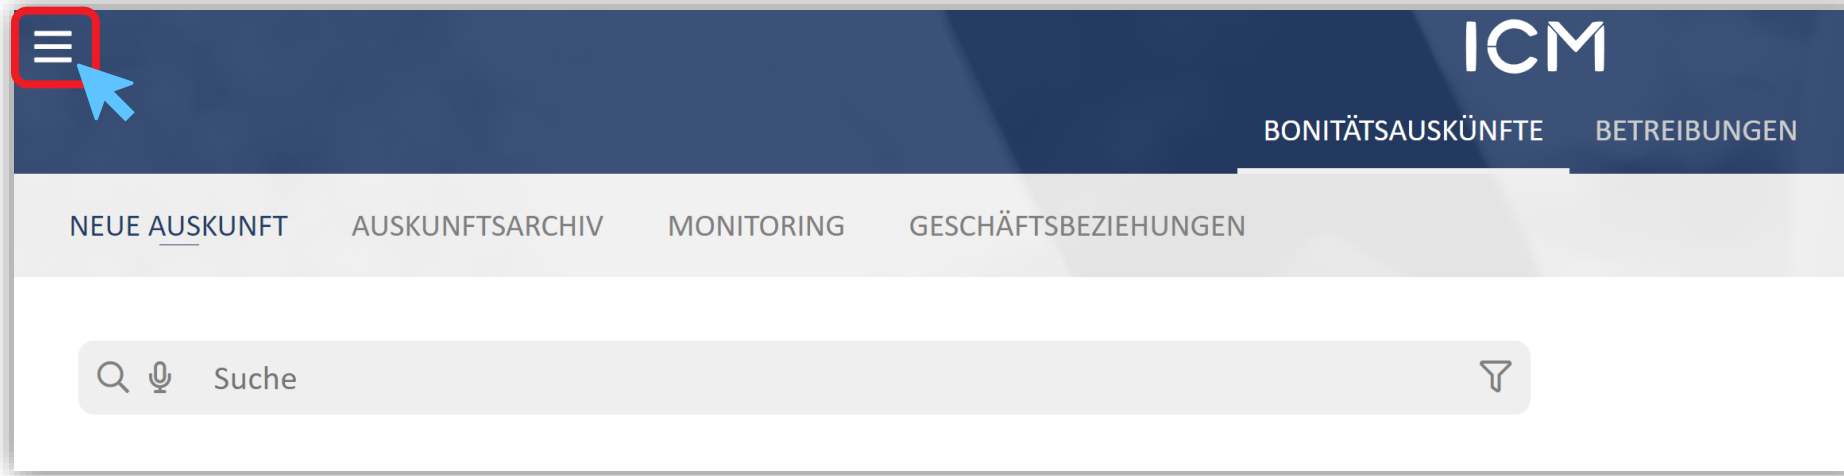 ICM
BONITÄTSAUSKÜNFTE BETREIBUNGEN
NEUE AUSKUNFT AUSKUNFTSARCHIV MONITORING GESCHÄFTSBEZIEHUNGEN
Suche